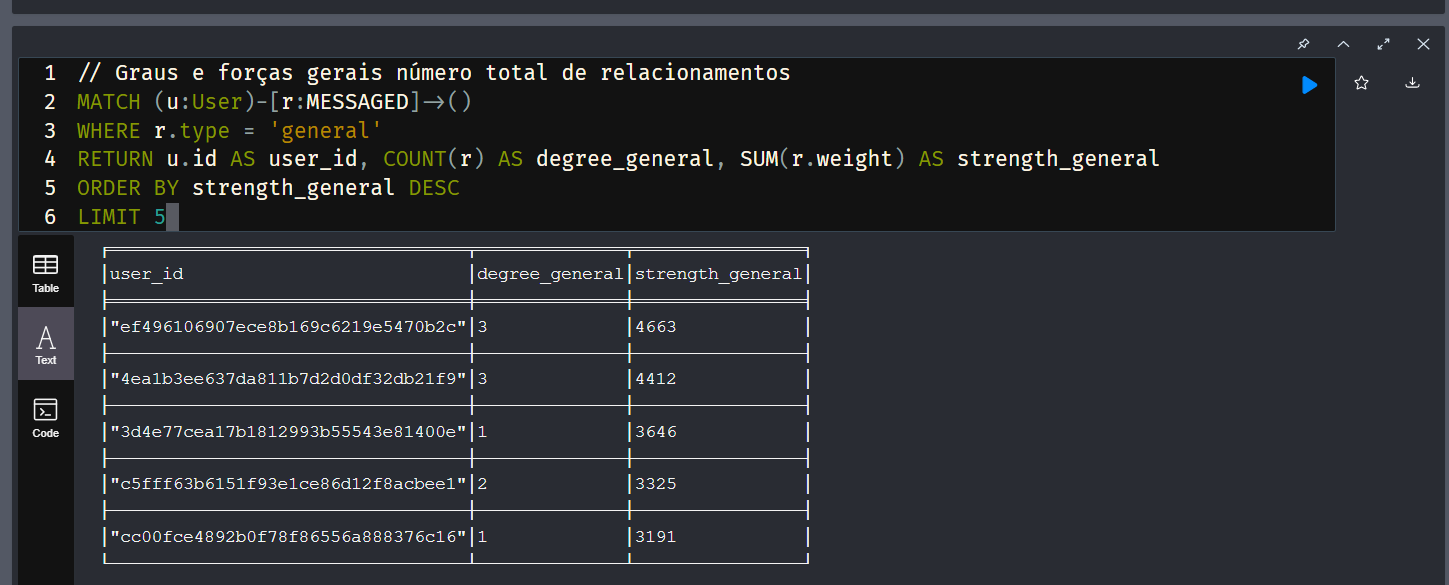 1 // Graus e forças gerais número total de relacionamentos
2 MATCH (u:User)-[r:MESSAGED]->()
3 WHERE r.type = 'general'
4 RETURN u.id AS user_id, COUNT(r) AS degree_general, SUM(r.weight) AS strength_general
5 ORDER BY strength_general DESC
6 LIMIT 5
Table
Text
Code
user_id degree_general strength_general
"ef496106907ece8b169c6219e5470b2c" 3 4663
"4ea1b3ee637da811b7d2d0df32db21f9" 3 4412
"3d4e77cea17b1812993b55543e81400e" 1 3646
"c5fff63b6151f93e1ce86d12f8acbee1" 2 3325
"cc00fce4892b0f78f86556a888376c16" 1 3191